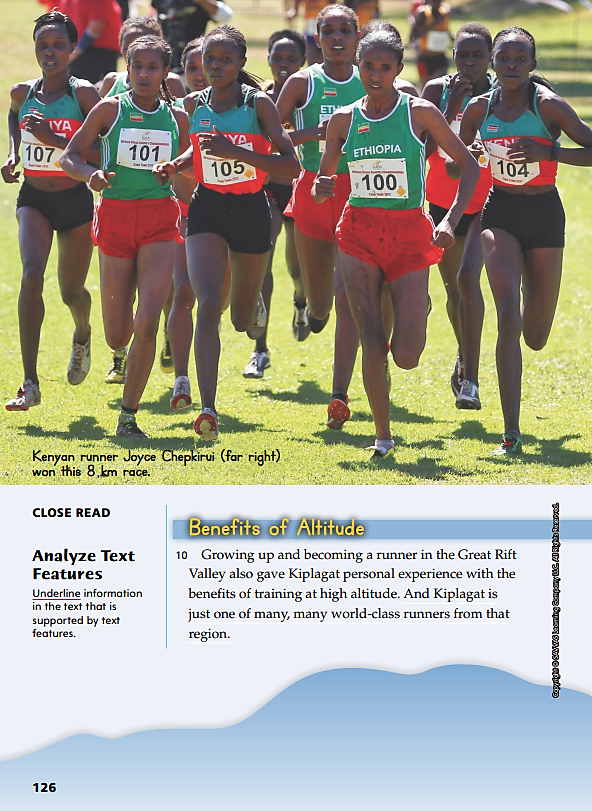 107
101
105
ETHIOPIA
100
104
Kenyan runner Joyce Chepkirui (far right)
won this 8 km race.
CLOSE READ
Analyze Text
Features
Underline information
in the text that is
supported by text
features.
Benefits of Altitude
10 Growing up and becoming a runner in the Great Rift
Valley also gave Kiplagat personal experience with the
benefits of training at high altitude. And Kiplagat is
just one of many, many world-class runners from that
region.
Copyright © SAVVAS Learning Company LLC. All Rights Reserved.
126